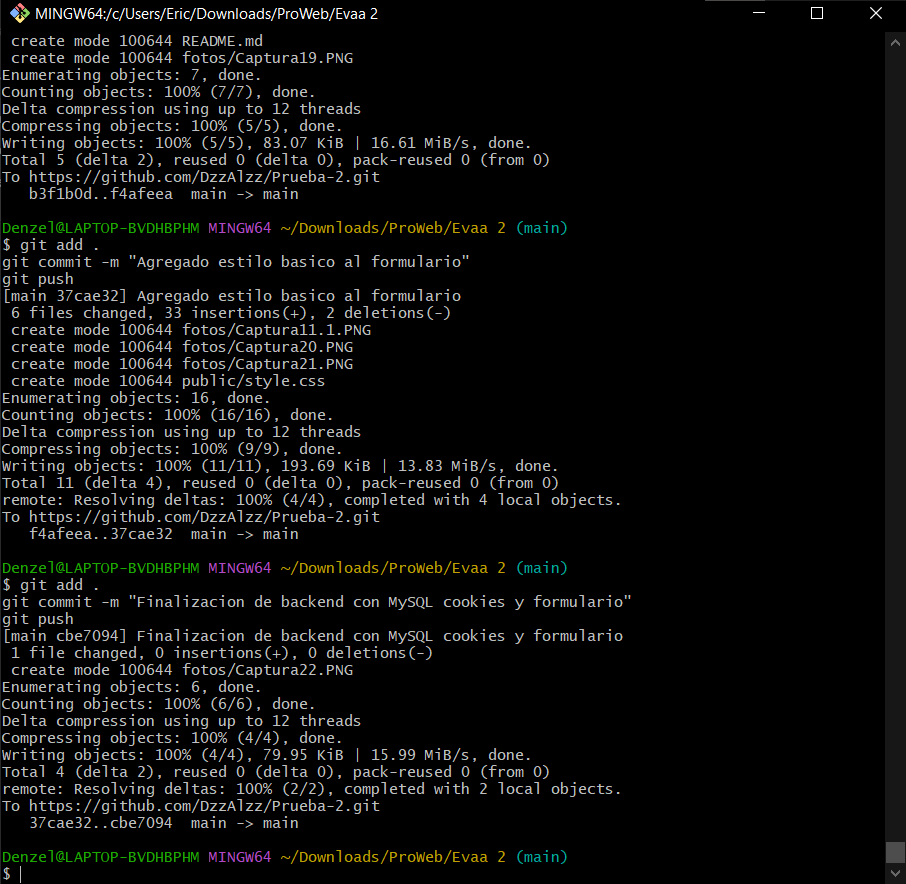 MINGW64:/c/Users/Eric/Downloads/ProWeb/Evaa 2
create mode 100644 README.md
create mode 100644 fotos/Captura19.PNG
Enumerating objects: 7, done.
Counting objects: 100% (7/7), done.
Delta compression using up to 12 threads
Compressing objects: 100% (5/5), done.
Writing objects: 100% (5/5), 83.07 KiB | 16.61 MiB/s, done.
Total 5 (delta 2), reused 0 (delta 0), pack-reused 0 (from 0)
To https://github.com/DzzAlzz/Prueba-2.git
b3f1b0d..f4afeea  main -> main
Denzel@LAPTOP-BVDHBPHM MINGW64 ~/Downloads/ProWeb/Evaa 2 (main)
$ git add .
git commit -m "Agregado estilo basico al formulario"
git push
[main 37cae32] Agregado estilo basico al formulario
6 files changed, 33 insertions(+), 2 deletions(-)
create mode 100644 fotos/Captura11.1.PNG
create mode 100644 fotos/Captura20.PNG
create mode 100644 fotos/Captura21.PNG
create mode 100644 public/style.css
Enumerating objects: 16, done.
Counting objects: 100% (16/16), done.
Delta compression using up to 12 threads
Compressing objects: 100% (9/9), done.
Writing objects: 100% (11/11), 193.69 KiB | 13.83 MiB/s, done.
Total 11 (delta 4), reused 0 (delta 0), pack-reused 0 (from 0)
remote: Resolving deltas: 100% (4/4), completed with 4 local objects.
To https://github.com/DzzAlzz/Prueba-2.git
f4afeea..37cae32  main -> main
Denzel@LAPTOP-BVDHBPHM MINGW64 ~/Downloads/ProWeb/Evaa 2 (main)
$ git add .
git commit -m "Finalizacion de backend con MySQL cookies y formulario"
git push
[main cbe7094] Finalizacion de backend con MySQL cookies y formulario
1 file changed, 0 insertions(+), 0 deletions(-)
create mode 100644 fotos/Captura22.PNG
Enumerating objects: 6, done.
Counting objects: 100% (6/6), done.
Delta compression using up to 12 threads
Compressing objects: 100% (4/4), done.
Writing objects: 100% (4/4), 79.95 KiB | 15.99 MiB/s, done.
Total 4 (delta 2), reused 0 (delta 0), pack-reused 0 (from 0)
remote: Resolving deltas: 100% (2/2), completed with 2 local objects.
To https://github.com/DzzAlzz/Prueba-2.git
37cae32..cbe7094  main -> main
Denzel@LAPTOP-BVDHBPHM MINGW64 ~/Downloads/ProWeb/Evaa 2 (main)
$